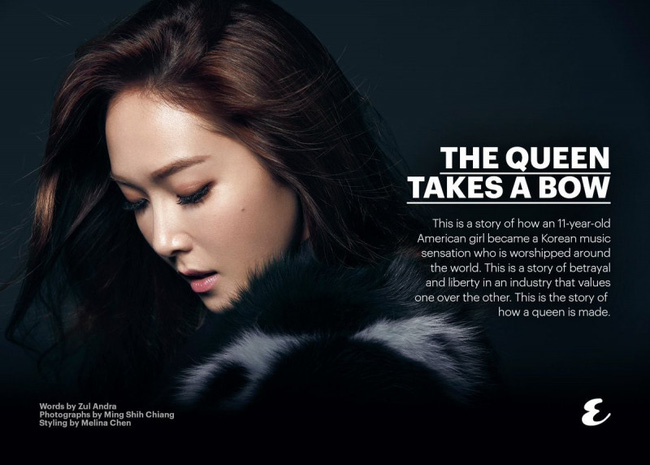 THE QUEEN
TAKES A BOW
This is a story of how an 11-year-old
American girl became a Korean music
sensation who is worshipped around
the world. This is a story of betrayal
and liberty in an industry that values
one over the other. This is the story of
how a queen is made.
Words by Zul Andra
Photographs by Ming Shih Chiang
Styling by Melina Chen
E